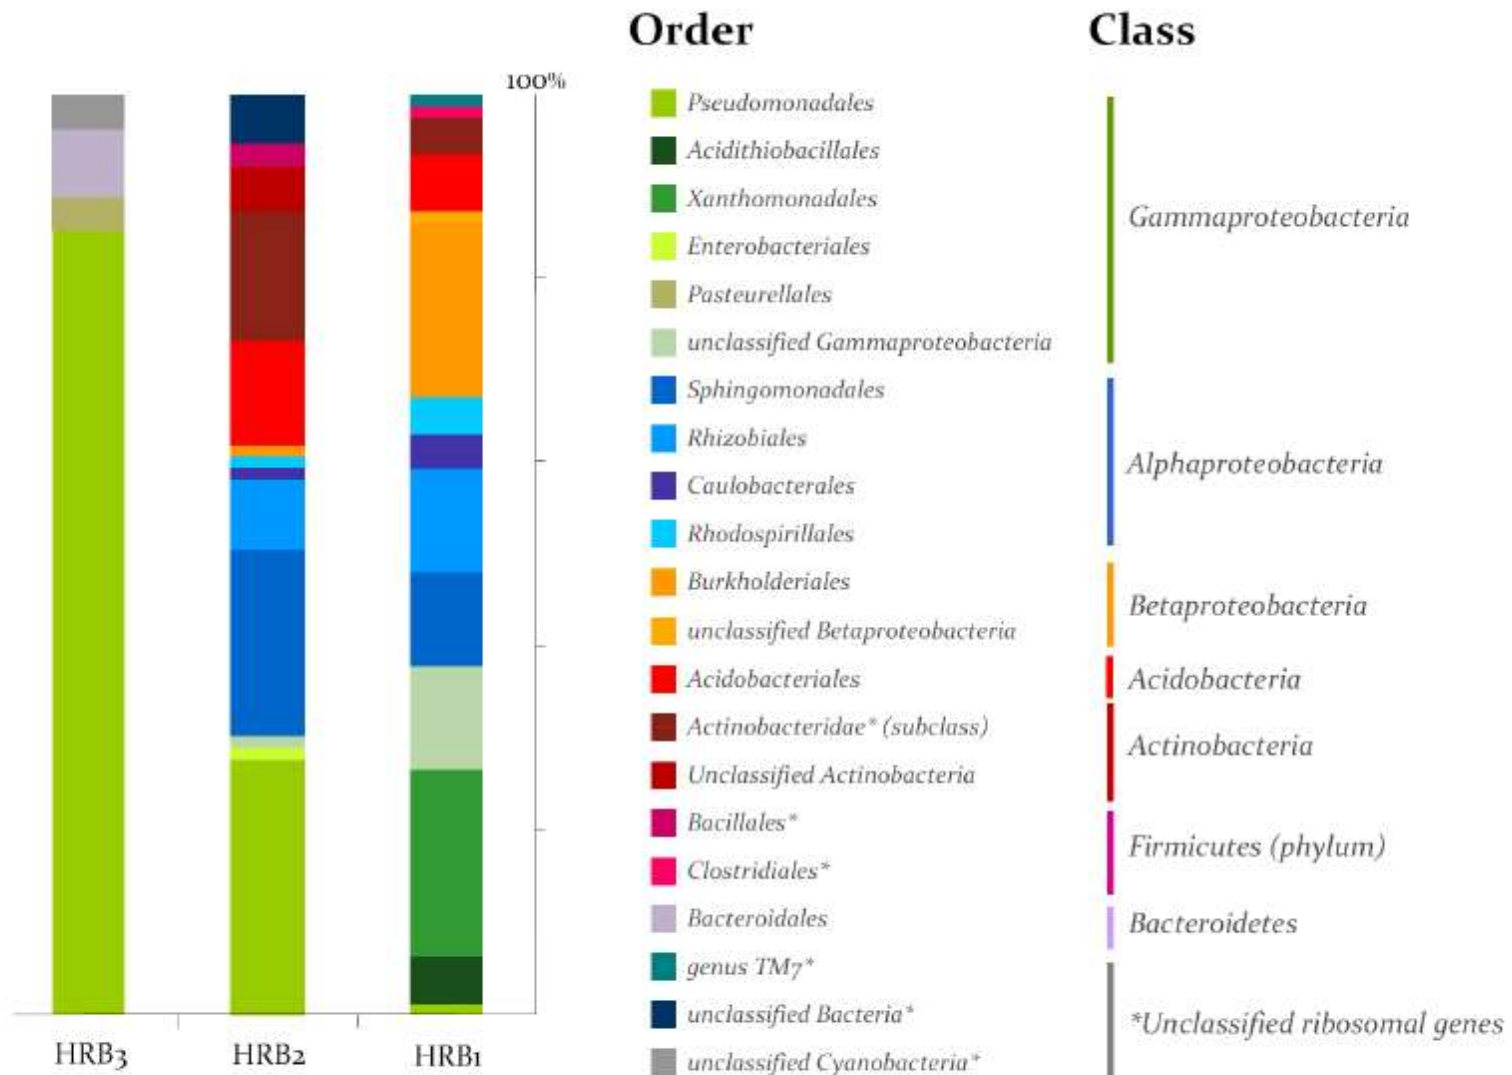 Order
Class
100%
Pseudomonadales
Acidithiobacillales
Xanthomonadales
Enterobacteriales
Pasteurellales
unclassified Gammaproteobacteria
Sphingomonadales
Rhizobiales
Caulobacterales
Rhodospirillales
Burkholderiales
unclassified Betaproteobacteria
Acidobacteriales
Actinobacteridae* (subclass)
Unclassified Actinobacteria
Bacillales*
Clostridiales*
Bacteroidales
genus TM7*
unclassified Bacteria*
unclassified Cyanobacteria*
Gammaproteobacteria
Alphaproteobacteria
Betaproteobacteria
Acidobacteria
Actinobacteria
Firmicutes (phylum)
Bacteroidetes
*Unclassified ribosomal genes
HRB3
HRB2
HRB1